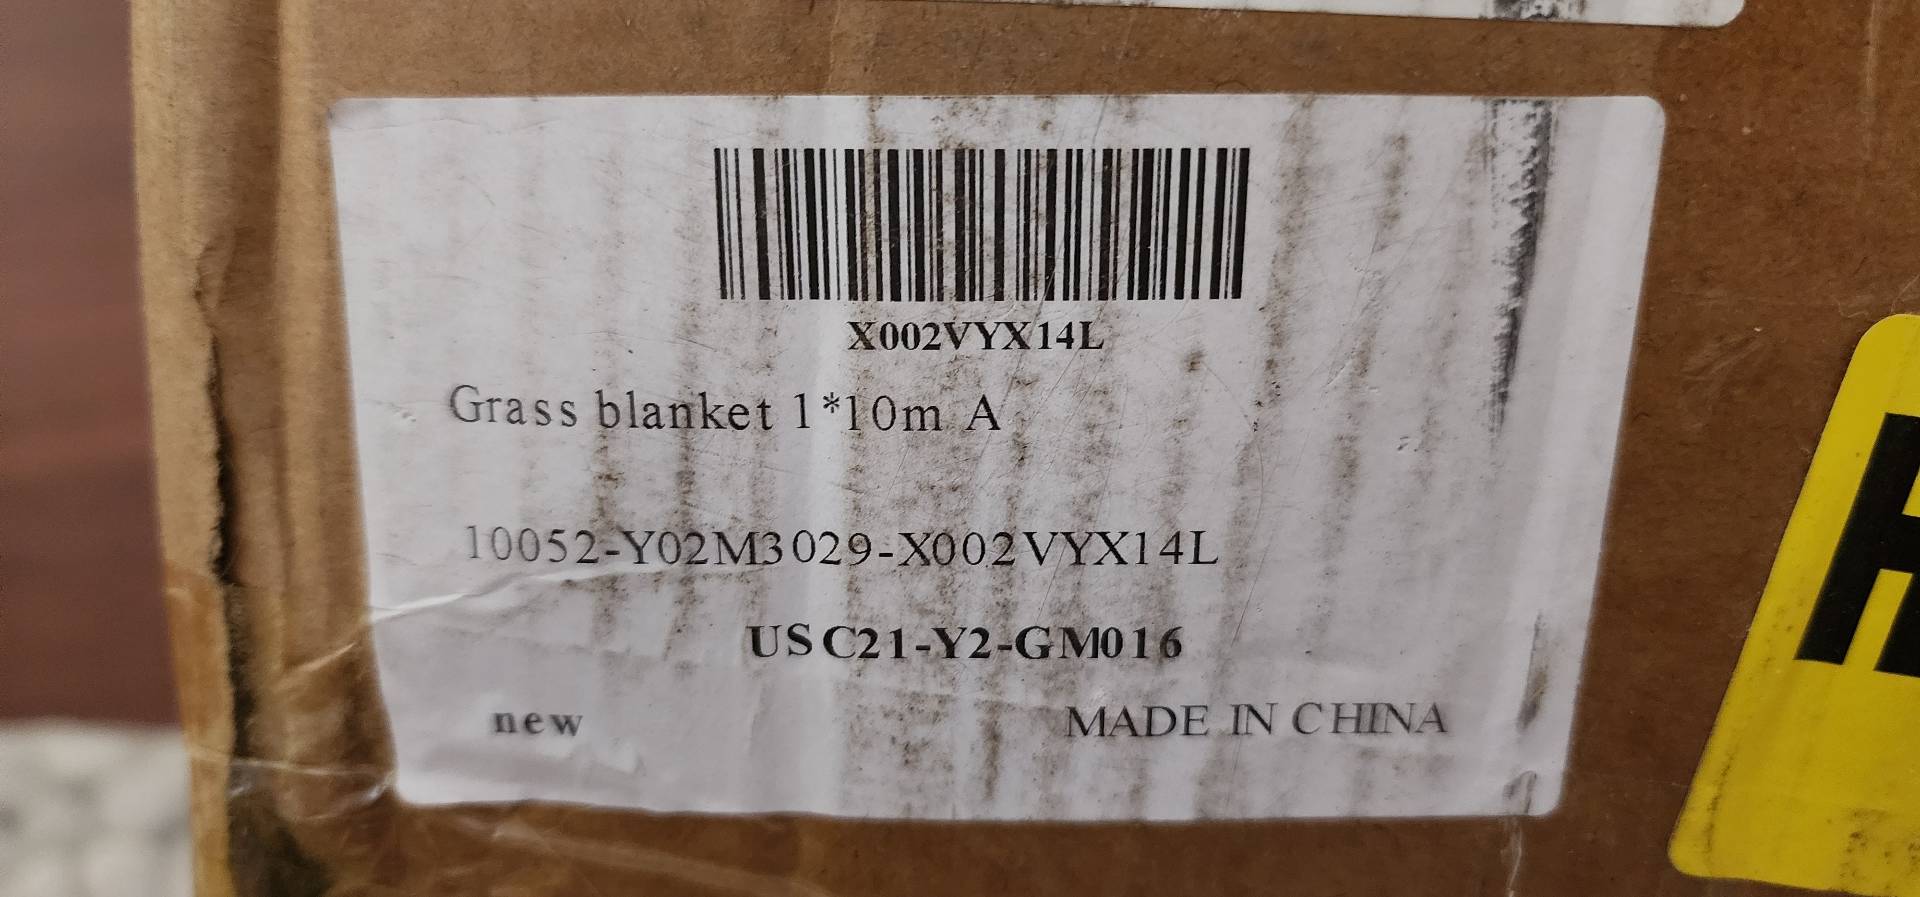 X002VYX14L
Grass blanket 1*10m A
10052-Y02M3029-X002VYX14L
USC21-Y2-GM016
new
MADE IN CHINA